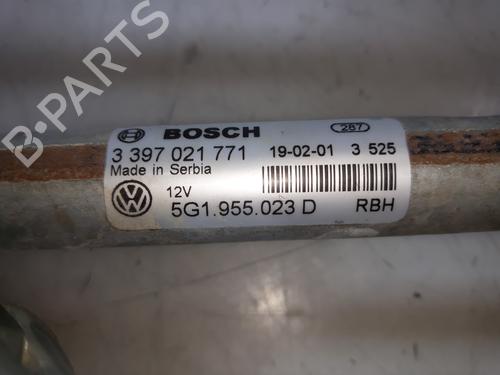 BOSCH 287
3 397 021 771 19-02-01 3 525
Made in Serbia
12V
5G1.955.023 D RBH
B-PARTS